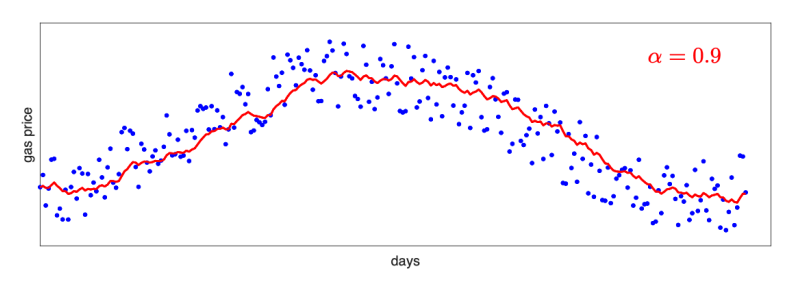 α = 0.9
gas price
days